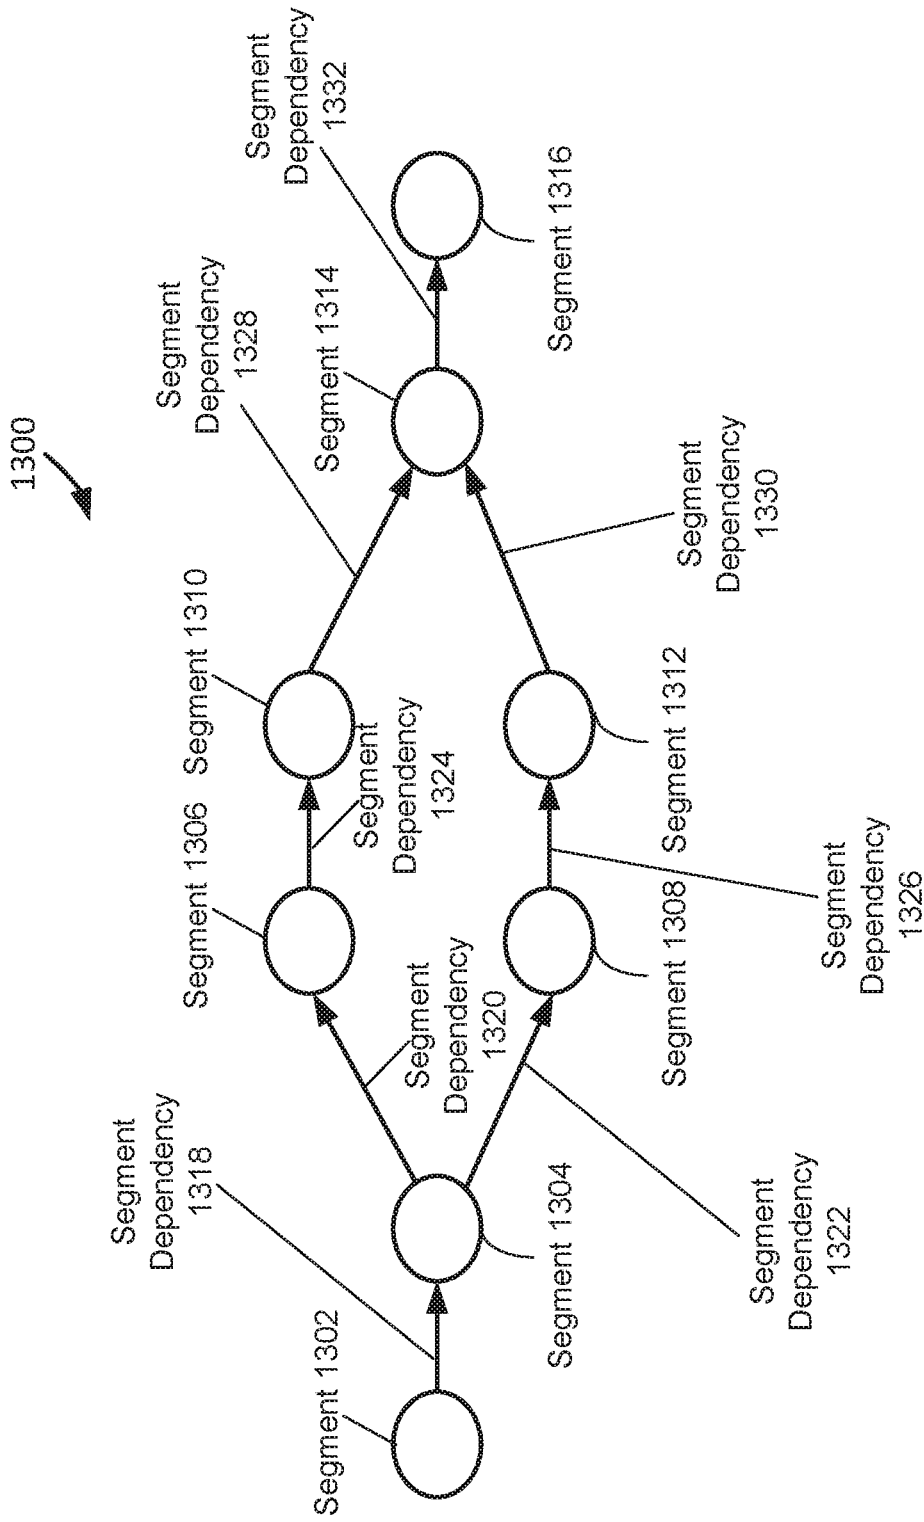 1300
Segment
Dependency
1318
Segment 1302
Segment 1304
Segment
Dependency
1320
Segment
Dependency
1322
Segment 1306
Segment 1308
Segment
Dependency
1324
Segment
Dependency
1326
Segment 1310
Segment 1312
Segment
Dependency
1328
Segment
Dependency
1330
Segment 1314
Segment
Dependency
1332
Segment 1316